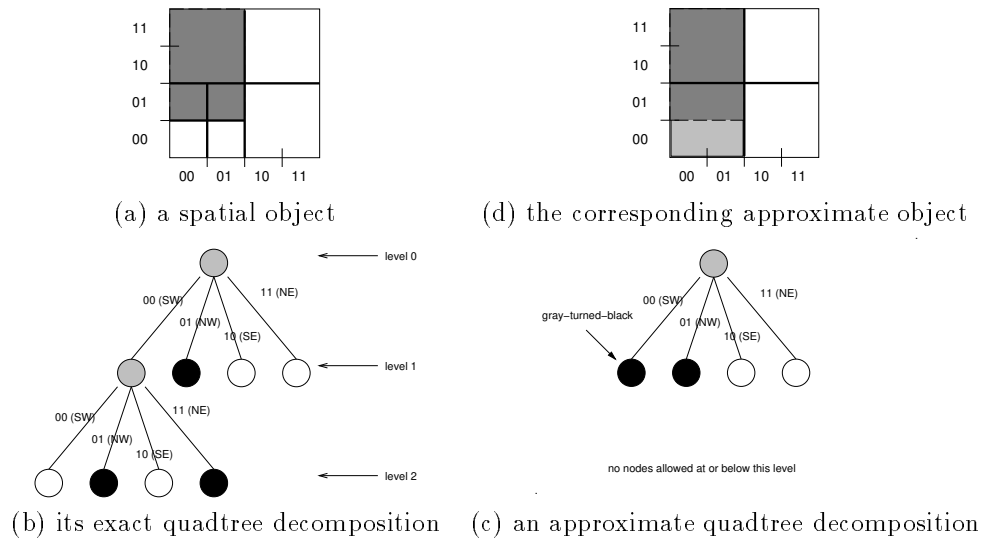 11
10
01
00
00 01 10 11
(a) a spatial object
11
10
01
00
00 01 10 11
(d) the corresponding approximate object
level 0
00 (SW)
01 (NW)
10 (SE)
11 (NE)
level 1
00 (SW)
01 (NW)
10 (SE)
11 (NE)
level 2
(b) its exact quadtree decomposition
00 (SW)
01 (NW)
10 (SE)
11 (NE)
gray-turned-black
no nodes allowed at or below this level
(c) an approximate quadtree decomposition